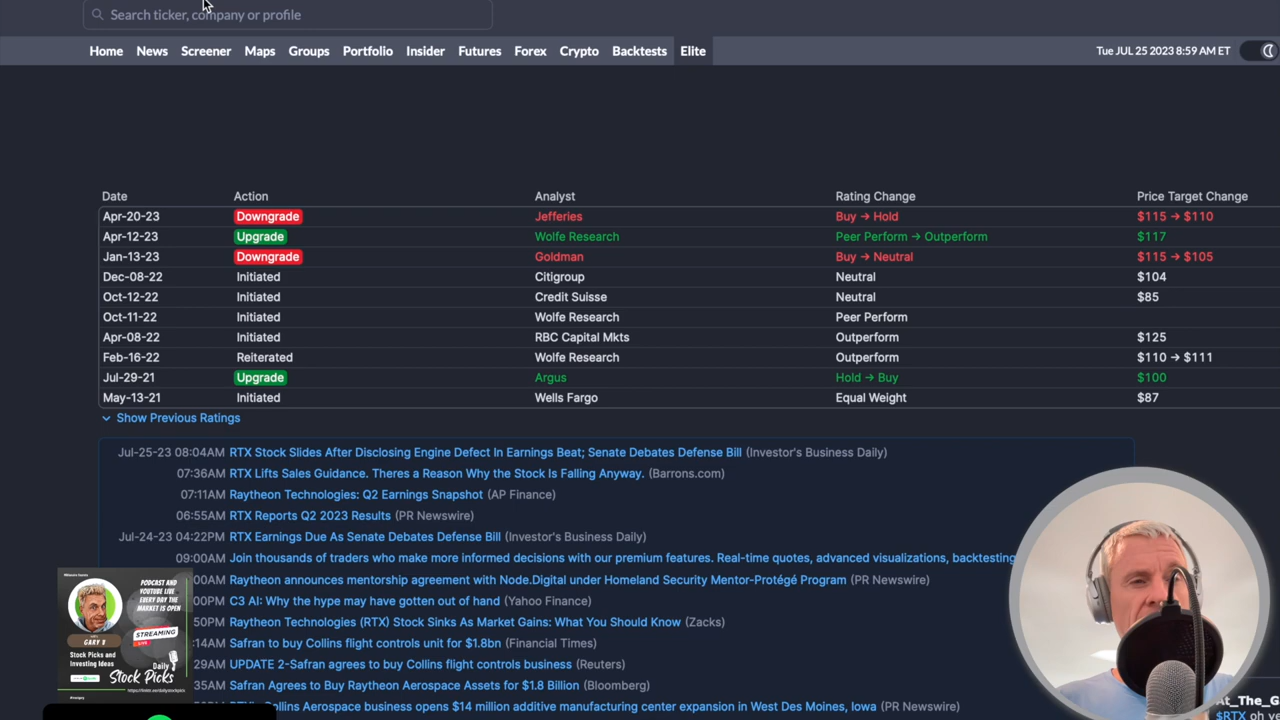 Search ticker, company or profile
Home News Screener Maps Groups Portfolio Insider Futures Forex Crypto Backtests Elite Tue JUL 25 2023 8:59 AM ET
Date Action Analyst Rating Change Price Target Change
Apr-20-23 Downgrade Jefferies Buy → Hold $115 → $110
Apr-12-23 Upgrade Wolfe Research Peer Perform → Outperform $117
Jan-13-23 Downgrade Goldman Buy → Neutral $115 → $105
Dec-08-22 Initiated Citigroup Neutral $104
Oct-12-22 Initiated Credit Suisse Neutral $85
Oct-11-22 Initiated Wolfe Research Peer Perform
Apr-08-22 Initiated RBC Capital Mkts Outperform $125
Feb-16-22 Reiterated Wolfe Research Outperform $110 → $111
Jul-29-21 Upgrade Argus Hold → Buy $100
May-13-21 Initiated Wells Fargo Equal Weight $87
Show Previous Ratings
Jul-25-23 08:04AM RTX Stock Slides After Disclosing Engine Defect In Earnings Beat; Senate Debates Defense Bill (Investor's Business Daily)
07:36AM RTX Lifts Sales Guidance. Theres a Reason Why the Stock Is Falling Anyway. (Barrons.com)
07:11AM Raytheon Technologies: Q2 Earnings Snapshot (AP Finance)
06:55AM RTX Reports Q2 2023 Results (PR Newswire)
Jul-24-23 04:22PM RTX Earnings Due As Senate Debates Defense Bill (Investor's Business Daily)
09:00AM Join thousands of traders who make more informed decisions with our premium features. Real-time quotes, advanced visualizations, backtesting
:00AM Raytheon announces mentorship agreement with Node.Digital under Homeland Security Mentor-Protégé Program (PR Newswire)
00PM C3 AI: Why the hype may have gotten out of hand (Yahoo Finance)
50PM Raytheon Technologies (RTX) Stock Sinks As Market Gains: What You Should Know (Zacks)
:14AM Safran to buy Collins flight controls unit for $1.8bn (Financial Times)
29AM UPDATE 2-Safran agrees to buy Collins flight controls business (Reuters)
35AM Safran Agrees to Buy Raytheon Aerospace Assets for $1.8 Billion (Bloomberg)
Collins Aerospace business opens $14 million additive manufacturing center expansion in West Des Moines, Iowa (PR Newswire)
PODCAST AND
YOUTUBE LIVE
EVERY DAY THE
MARKET IS OPEN
STREAMING
LIVE
GARY
Stock Picks and
Investing Ideas
Daily
Stock Picks
At_The_G
$RTX oh ye